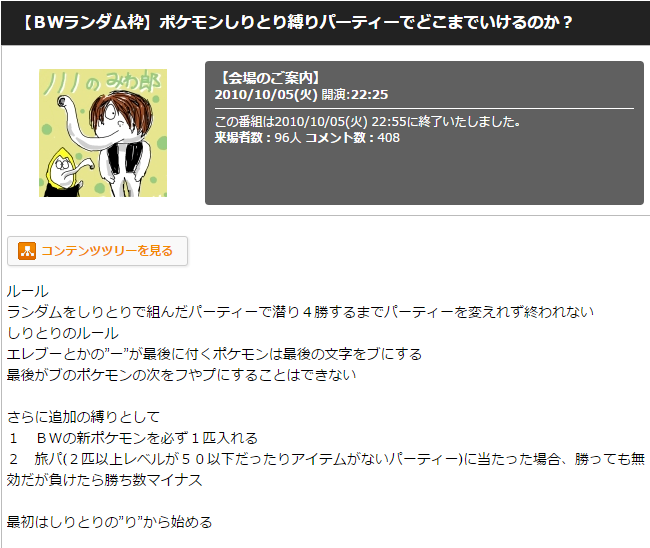 【ＢＷランダム枠】ポケモンしりとり縛りパーティーでどこまでいけるのか？
ノノノのみわ郎
【会場のご案内】
2010/10/05(火) 開演:22:25
この番組は2010/10/05(火) 22:55に終了いたしました。
来場者数：96人 コメント数：408
コンテンツツリーを見る
ルール
ランダムをしりとりで組んだパーティーで潜り４勝するまでパーティーを変えれず終われない
しりとりのルール
エレブーとかの”ー”が最後に付くポケモンは最後の文字をブにする
最後がブのポケモンの次をフやプにすることはできない
さらに追加の縛りとして
１　ＢＷの新ポケモンを必ず１匹入れる
２　旅パ(２匹以上レベルが５０以下だったりアイテムがないパーティー)に当たった場合、勝っても無
効だが負けたら勝ち数マイナス
最初はしりとりの”り”から始める